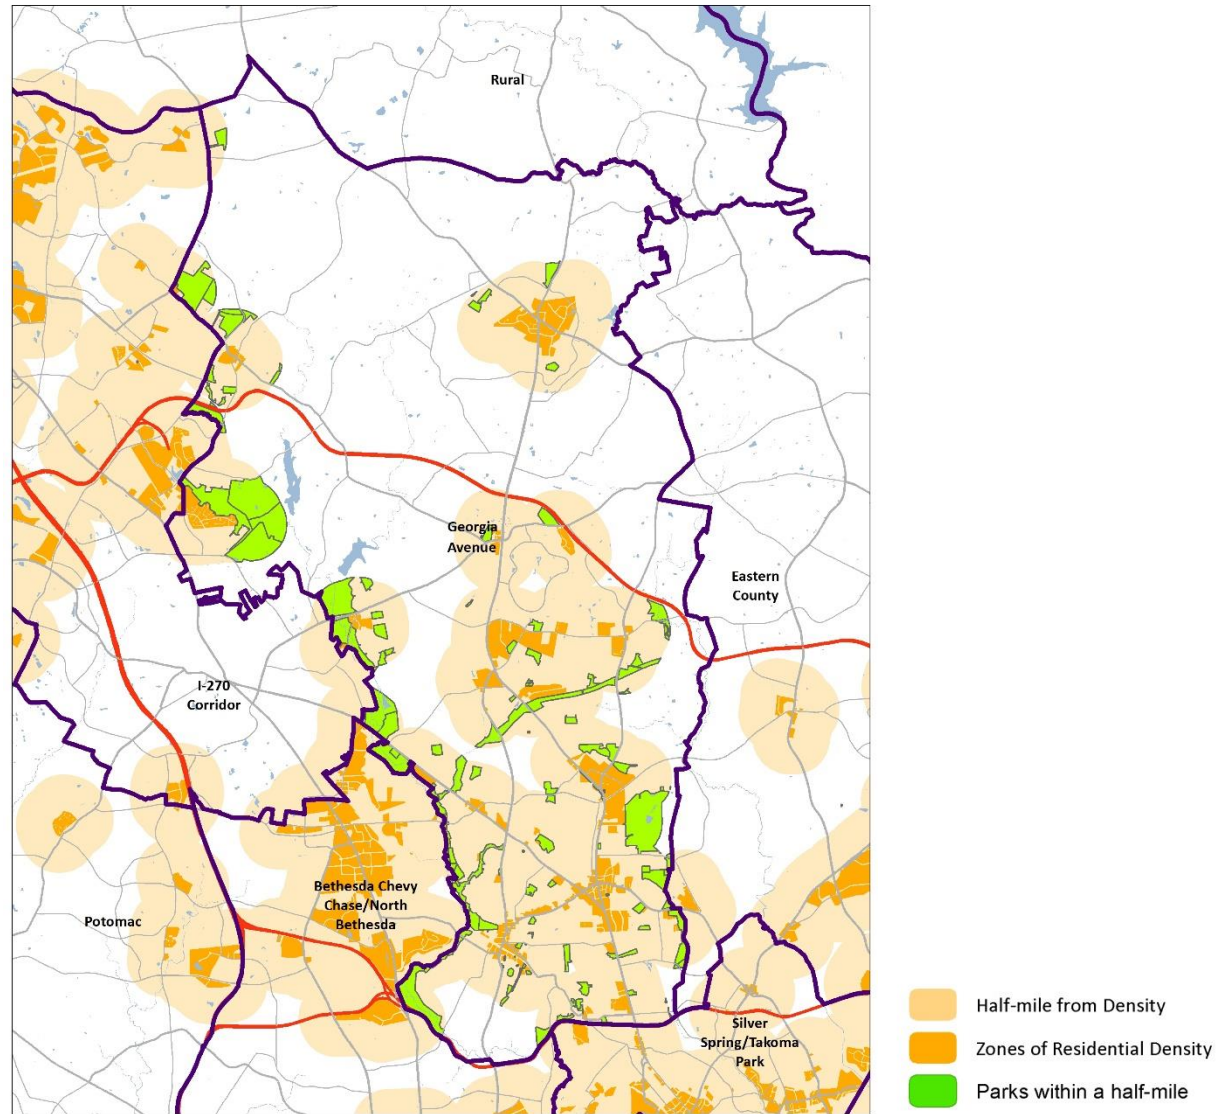 Rural
Georgia
Avenue
Eastern
County
I-270
Corridor
Bethesda Chevy
Chase/North
Bethesda
Potomac
Silver
Spring/Takoma
Park
Half-mile from Density
Zones of Residential Density
Parks within a half-mile